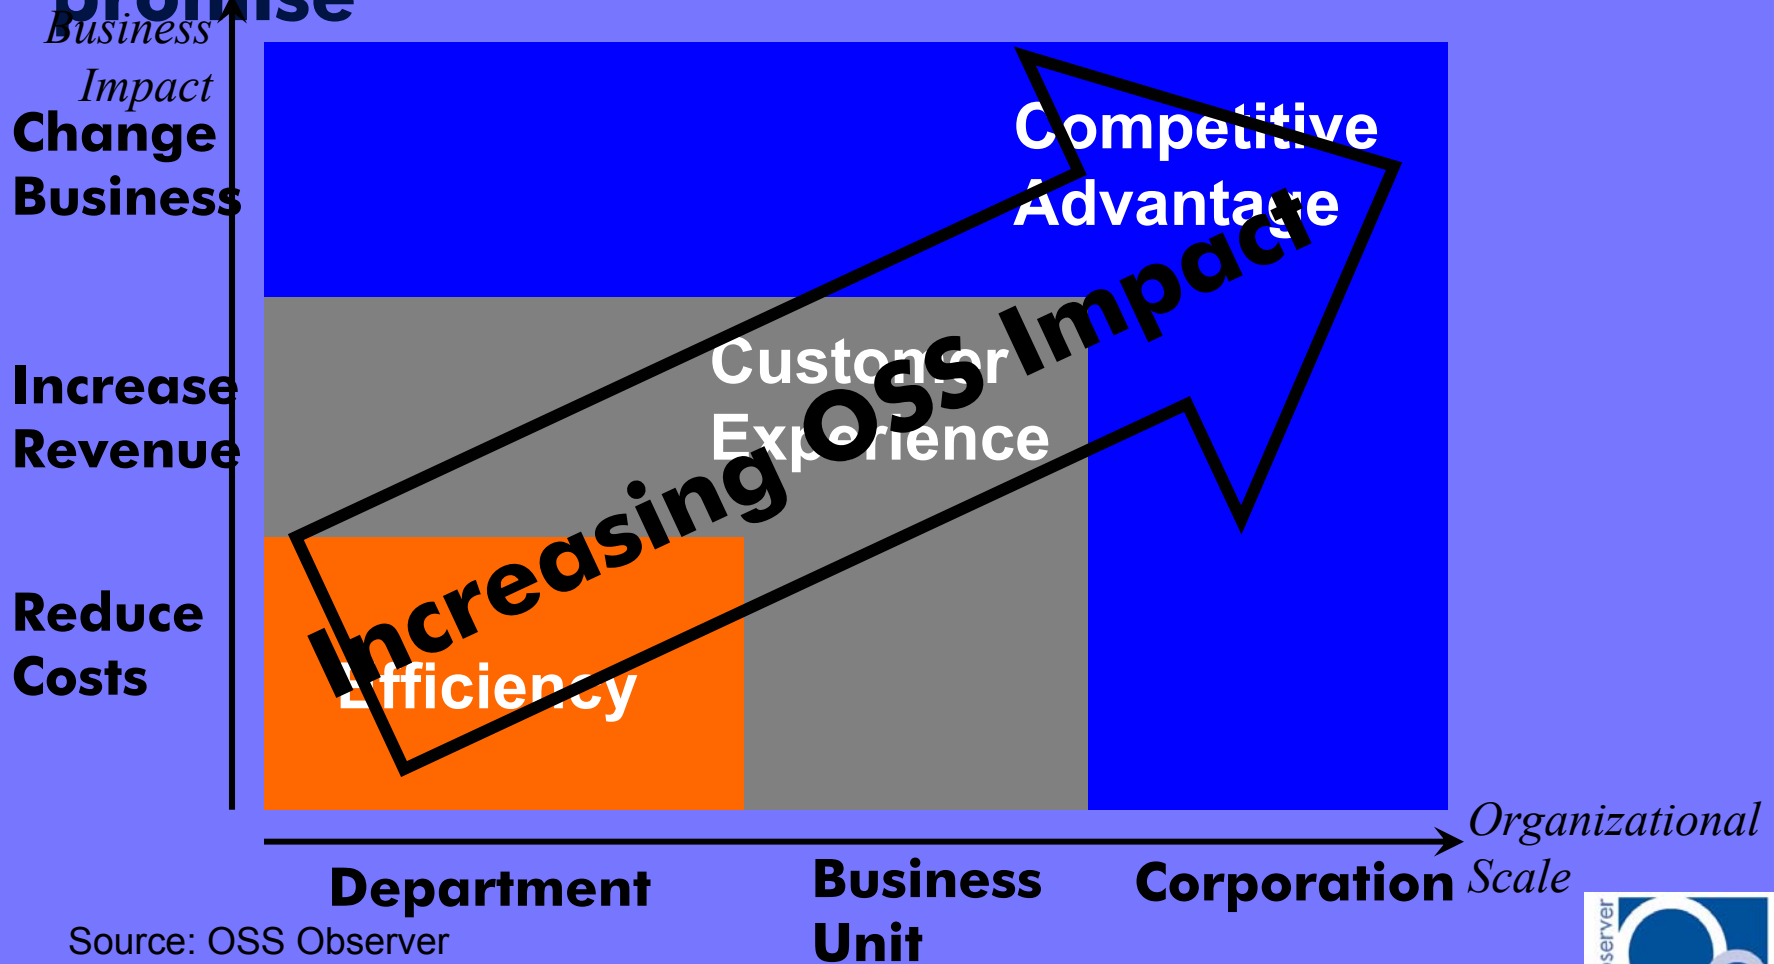 promise
Business
Impact
Change
Business
Competitive
Advantage
Increase
Revenue
Customer
Experience
Increasing OSS Impact
Reduce
Costs
Efficiency
Organizational
Scale
Department
Business
Unit
Corporation
Source: OSS Observer